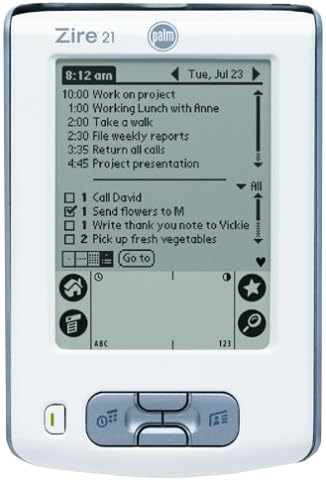 Zire 21 palm
8:12 am Tue, Jul 23
10:00 Work on project
1:00 Working Lunch with Anne
2:00 Take a walk
2:30 File weekly reports
3:35 Return all calls
4:45 Project presentation
All
1 Call David
1 Send flowers to M
1 Write thank you note to Vickie
2 Pick up fresh vegetables
Go to
ABC 123